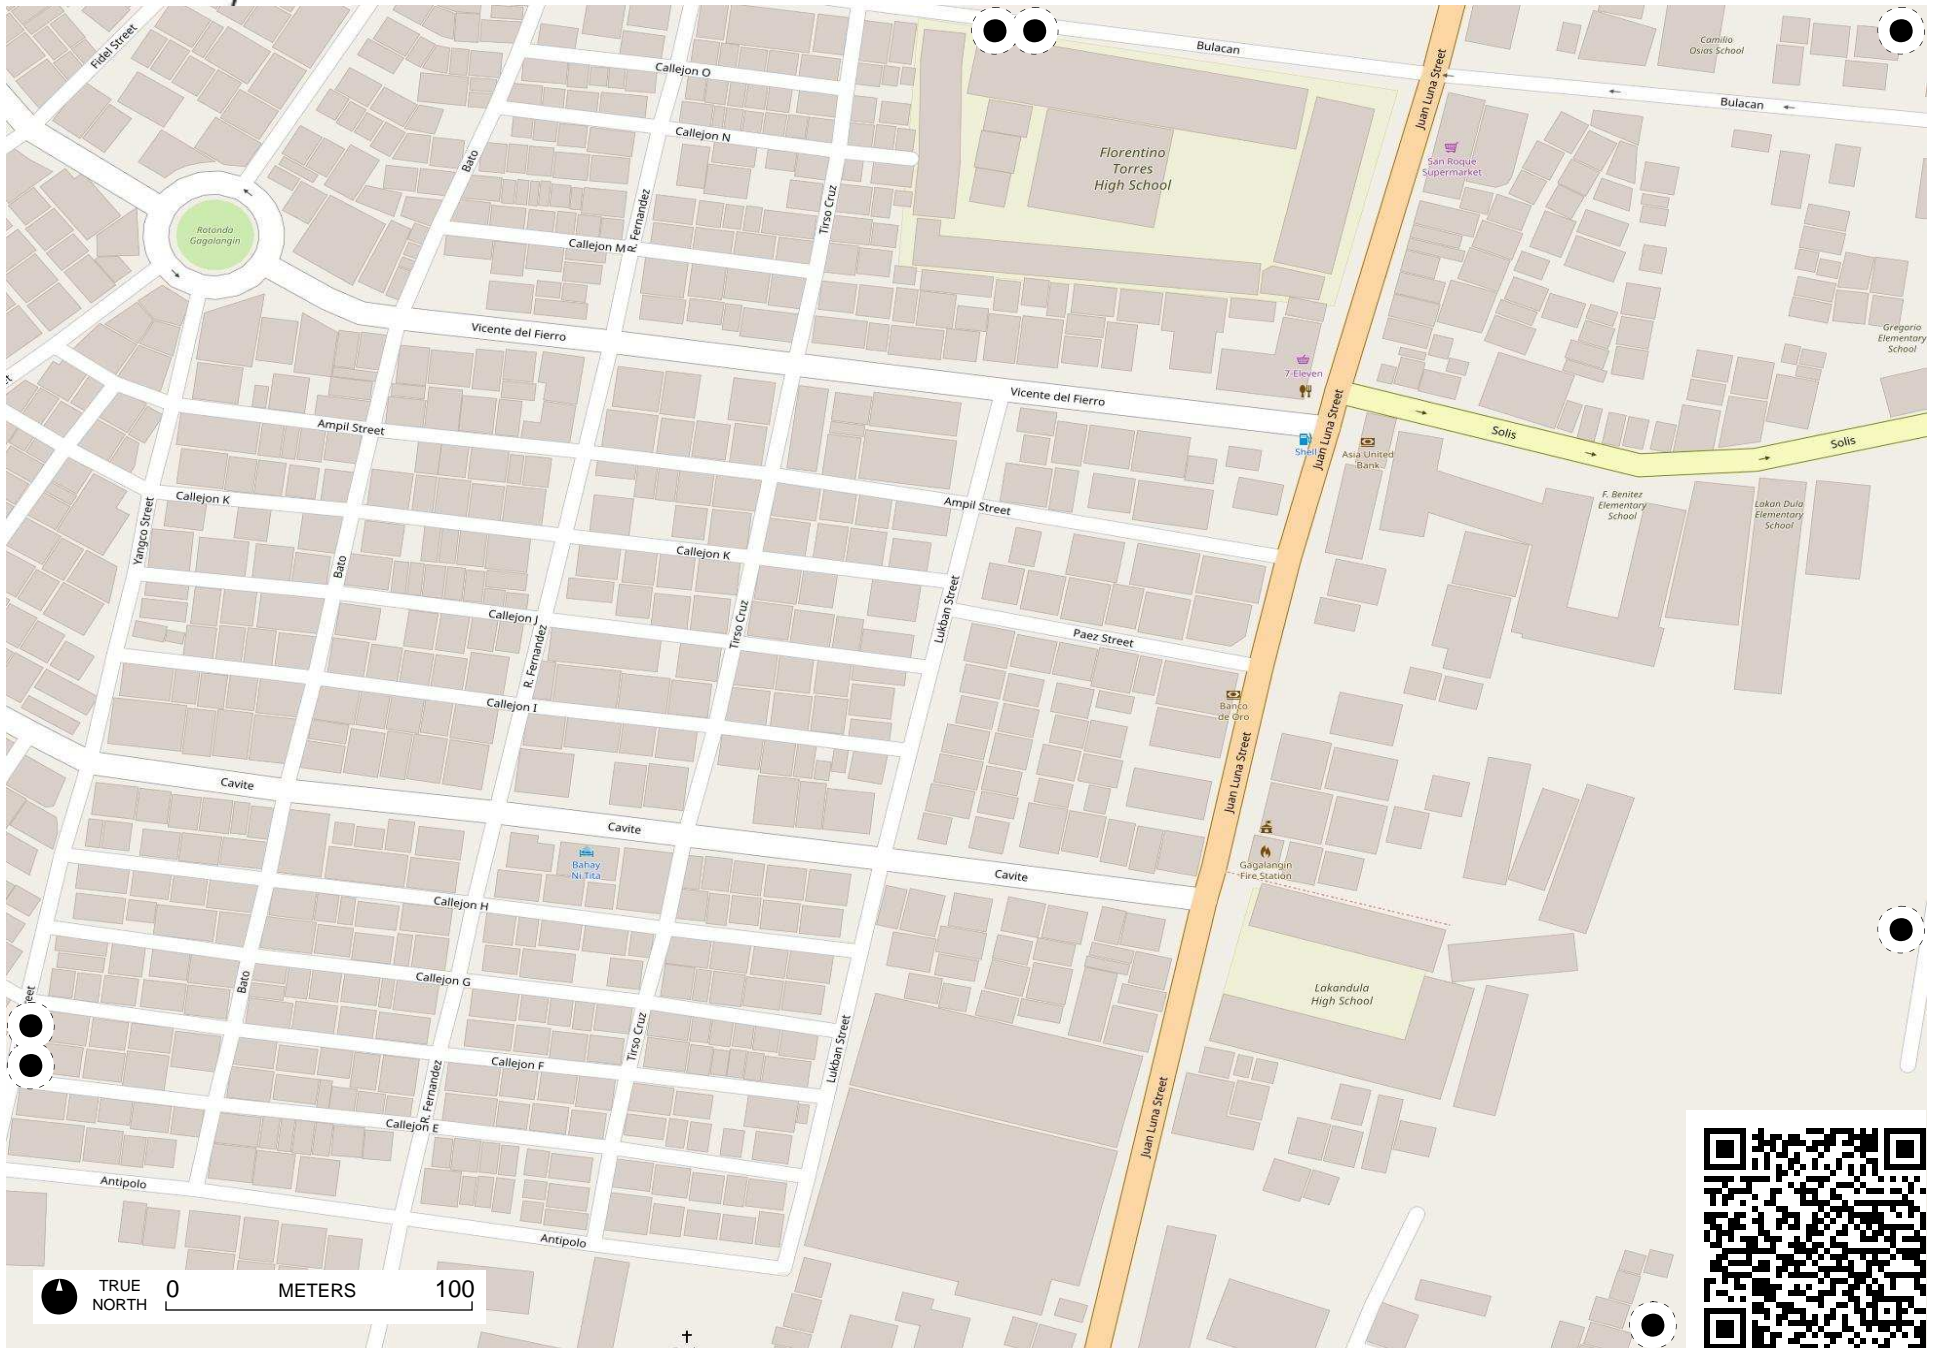 Fidel Street
Callejon O
Bulacan
Juan Luna Street
Camilio
Osias School
Bulacan
Bato
Callejon N
Florentino
Torres
High School
San Roque
Supermarket
Rotonda
Gagalangin
Callejon M
R. Fernandez
Tirso Cruz
Vicente del Fierro
Gregorio
Elementary
School
7-Eleven
Vicente del Fierro
Juan Luna Street
Ampil Street
Shell
Asia United
Bank
Solis
Solis
Callejon K
Yangco Street
Ampil Street
F. Benitez
Elementary
School
Lakan Dula
Elementary
School
Bato
Callejon K
Callejon J
R. Fernandez
Tirso Cruz
Lukban Street
Paez Street
Callejon I
Banco
de Oro
Juan Luna Street
Cavite
Cavite
Bahay
Ni Tita
Cavite
Gagalangin
Fire Station
Callejon H
Bato
Callejon G
Lakandula
High School
Callejon F
Tirso Cruz
Lukban Street
R. Fernandez
Callejon E
Juan Luna Street
Antipolo
Antipolo
TRUE
NORTH
0 METERS 100